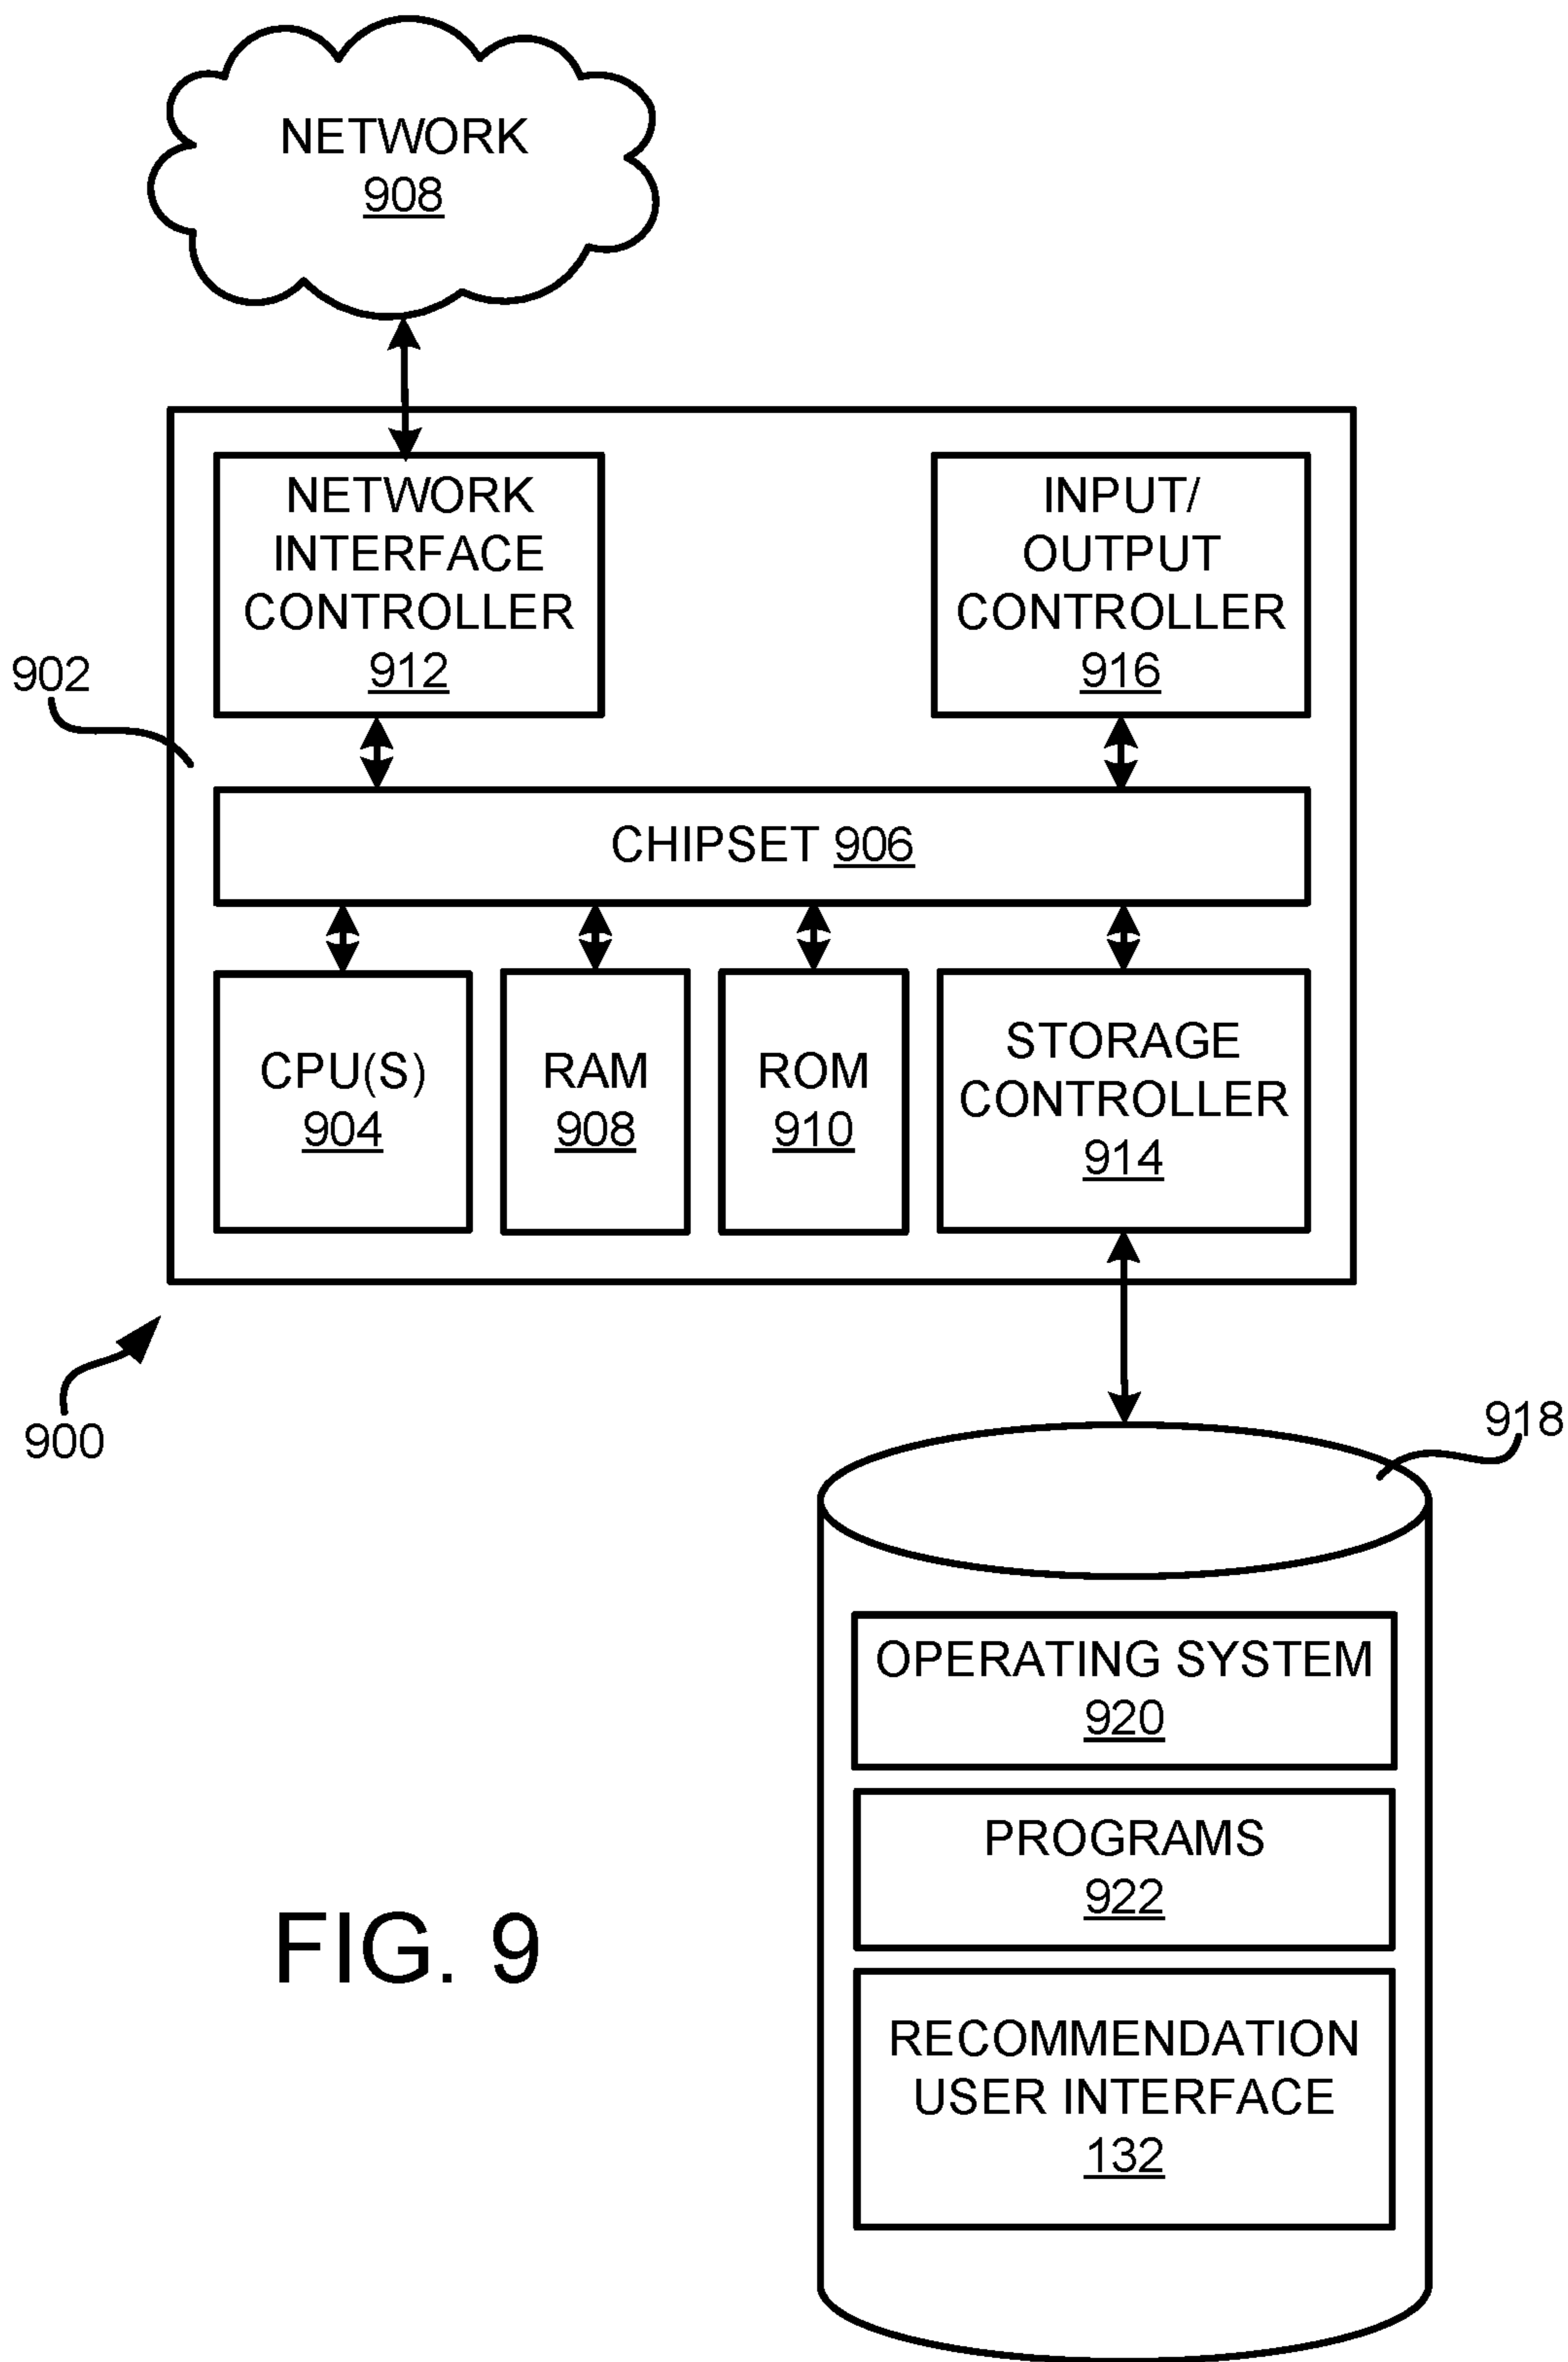 NETWORK
908
NETWORK
INTERFACE
CONTROLLER
912
INPUT/
OUTPUT
CONTROLLER
916
902
CHIPSET 906
CPU(S)
904
RAM
908
ROM
910
STORAGE
CONTROLLER
914
900
918
OPERATING SYSTEM
920
PROGRAMS
922
RECOMMENDATION
USER INTERFACE
132
FIG. 9